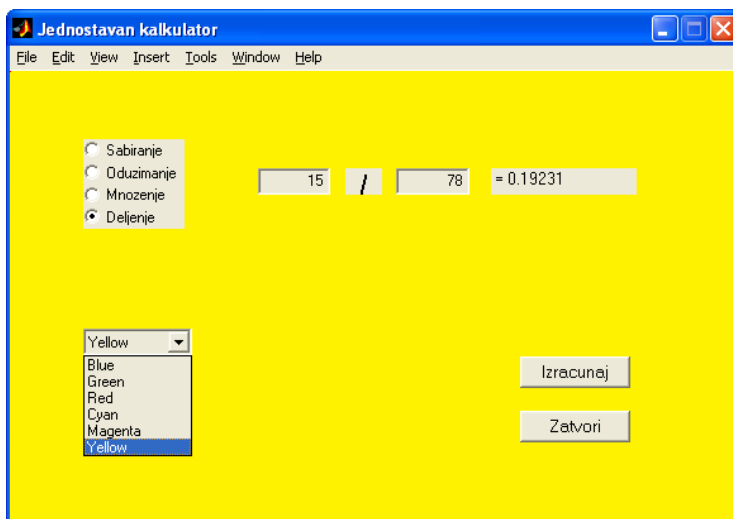 Jednostavan kalkulator
File Edit View Insert Tools Window Help
Sabiranje
Oduzimanje
Mnozenje
Deljenje
15 / 78 = 0.19231
Yellow
Blue
Green
Red
Cyan
Magenta
Yellow
Izracunaj
Zatvori